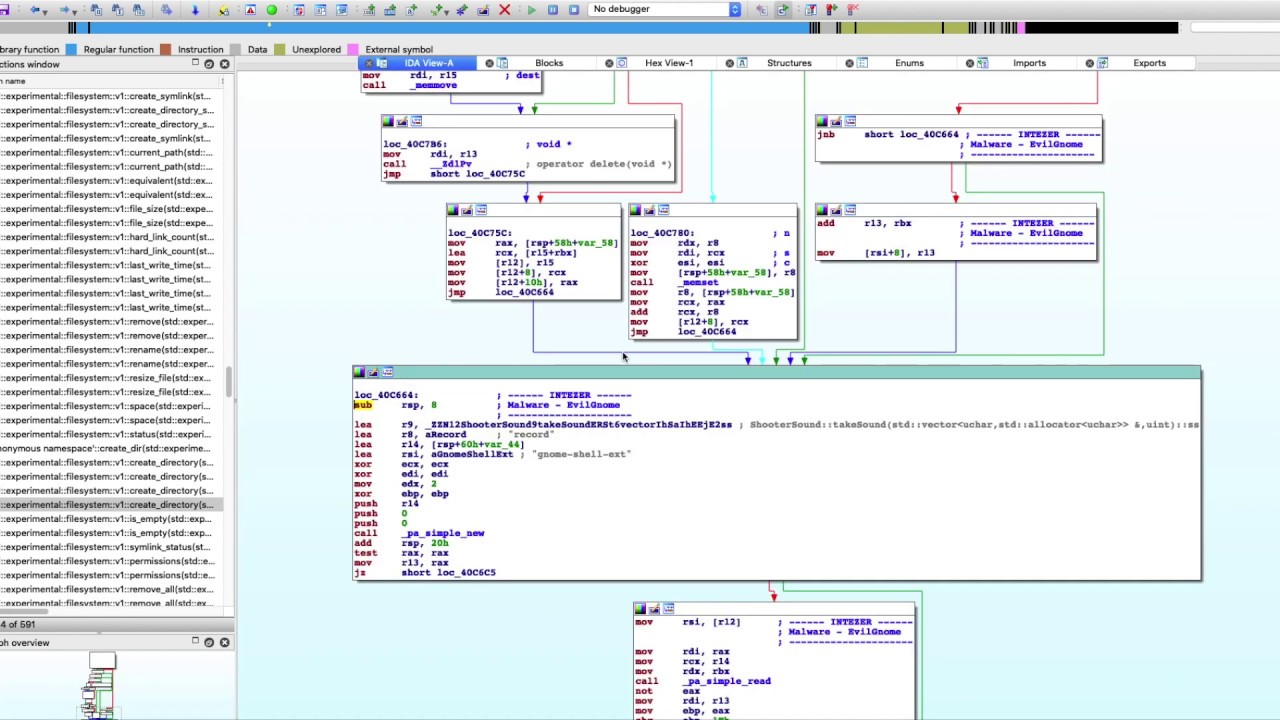 No debugger
brary function Regular function Instruction Data Unexplored External symbol
ctions window
IDA View-A Blocks Hex View-1 Structures Enums Imports Exports
n name
::experimental::filesystem::v1::create_symlink(st...
::experimental::filesystem::v1::create_directory_s...
::experimental::filesystem::v1::create_directory_s...
::experimental::filesystem::v1::create_symlink(st...
::experimental::filesystem::v1::current_path(std::...
::experimental::filesystem::v1::current_path(std::...
::experimental::filesystem::v1::equivalent(std::ex...
::experimental::filesystem::v1::equivalent(std::ex...
::experimental::filesystem::v1::file_size(std::expe...
::experimental::filesystem::v1::file_size(std::expe...
::experimental::filesystem::v1::hard_link_count(st...
::experimental::filesystem::v1::hard_link_count(st...
::experimental::filesystem::v1::last_write_time(st...
::experimental::filesystem::v1::last_write_time(st...
::experimental::filesystem::v1::last_write_time(st...
::experimental::filesystem::v1::last_write_time(st...
::experimental::filesystem::v1::remove(std::exper...
::experimental::filesystem::v1::remove(std::exper...
::experimental::filesystem::v1::rename(std::exper...
::experimental::filesystem::v1::rename(std::exper...
::experimental::filesystem::v1::resize_file(std::ex...
::experimental::filesystem::v1::resize_file(std::ex...
::experimental::filesystem::v1::space(std::experi...
::experimental::filesystem::v1::space(std::experi...
::experimental::filesystem::v1::status(std::experi...
nonymous namespace'::create_dir(std::experime...
::experimental::filesystem::v1::create_directory(s...
::experimental::filesystem::v1::create_directory(s...
::experimental::filesystem::v1::create_directory(s...
::experimental::filesystem::v1::create_directory(s...
::experimental::filesystem::v1::is_empty(std::exp...
::experimental::filesystem::v1::is_empty(std::exp...
::experimental::filesystem::v1::symlink_status(st...
::experimental::filesystem::v1::permissions(std::e...
::experimental::filesystem::v1::permissions(std::e...
::experimental::filesystem::v1::remove_all(std::ex...
::experimental::filesystem::v1::remove_all(std::ex...
4 of 591
ph overview
mov rdi, r15 ; dest
call _memmove
loc_40C7B6: ; void *
mov rdi, r13
call __ZdlPv ; operator delete(void *)
jmp short loc_40C75C
jnb short loc_40C664 ; ------ INTEZER ------
; Malware - EvilGnome
; -------------------
loc_40C75C:
mov rax, [rsp+58h+var_58]
lea rcx, [r15+rbx]
mov [r12], r15
mov [r12+8], rcx
mov [r12+10h], rax
jmp loc_40C664
loc_40C780: ; n
mov rdx, r8
mov rdi, rcx ; s
xor esi, esi ; c
mov [rsp+58h+var_58], r8
call _memset
mov r8, [rsp+58h+var_58]
mov rcx, rax
add rcx, r8
mov [r12+8], rcx
jmp loc_40C664
add r13, rbx ; ------ INTEZER ------
; Malware - EvilGnome
; -------------------
mov [rsi+8], r13
loc_40C664: ; ------ INTEZER ------
sub rsp, 8 ; Malware - EvilGnome
; -------------------
lea r9, _ZZN12ShooterSound9takeSoundERSt6vectorIhSaIhEEjE2ss ; ShooterSound::takeSound(std::vector<uchar,std::allocator<uchar>> &,uint)::ss
lea r8, aRecord ; "record"
lea r14, [rsp+60h+var_44]
lea rsi, aGnomeShellExt ; "gnome-shell-ext"
xor ecx, ecx
xor edi, edi
mov edx, 2
xor ebp, ebp
push r14
push 0
push 0
call _pa_simple_new
add rsp, 20h
test rax, rax
mov r13, rax
jz short loc_40C6C5
mov rsi, [r12] ; ------ INTEZER ------
; Malware - EvilGnome
; -------------------
mov rdi, rax
mov rcx, r14
mov rdx, rbx
call _pa_simple_read
not eax
mov rdi, r13
mov ebp, eax